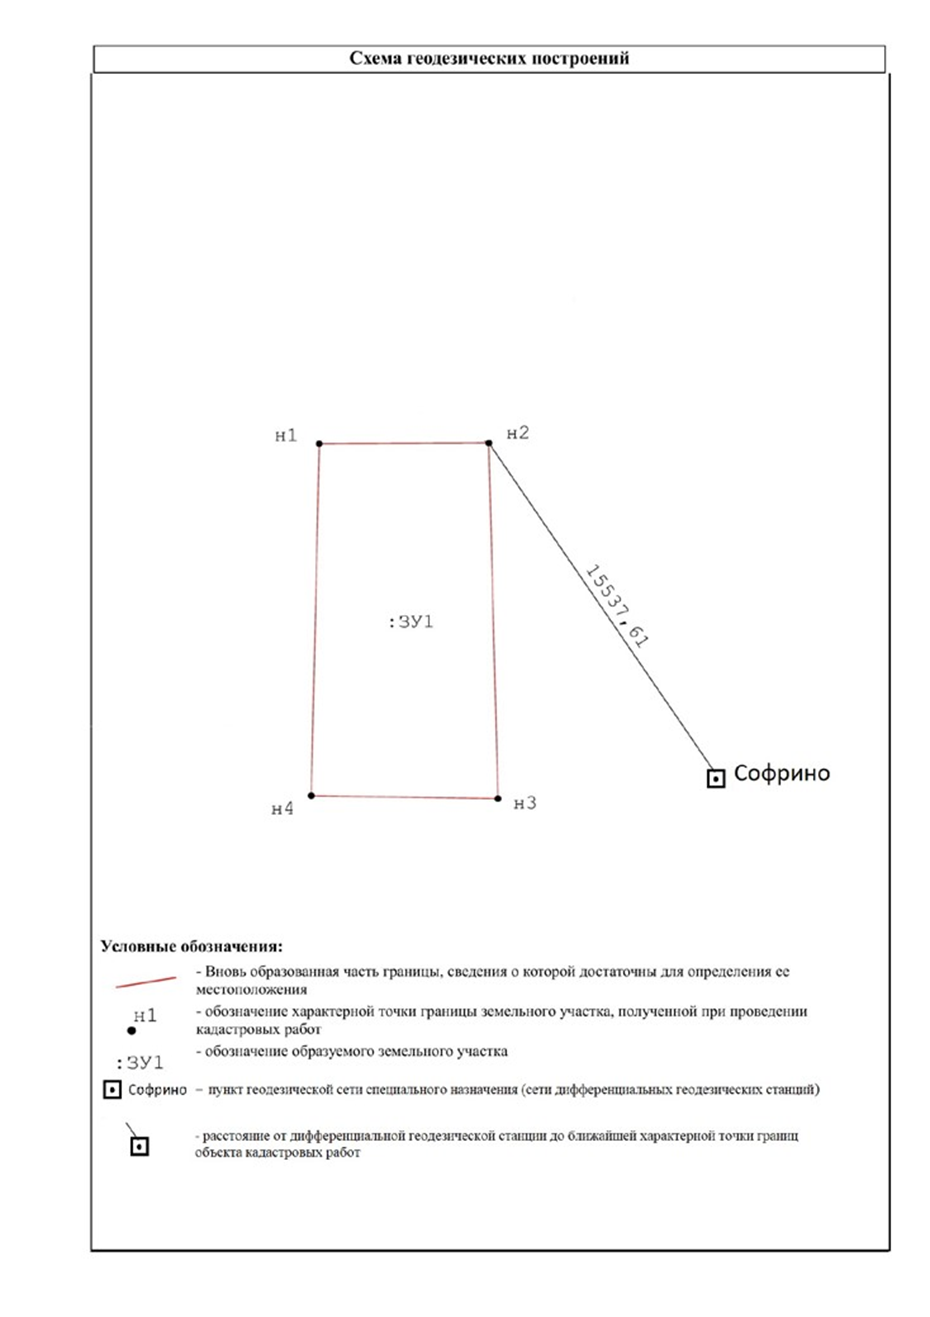 Схема геодезических построений
н1
н2
15537,61
:ЗУ1
Софрино
н4
н3
Условные обозначения:
- Вновь образованная часть границы, сведения о которой достаточны для определения ее
местоположения
н1
- обозначение характерной точки границы земельного участка, полученной при проведении
кадастровых работ
:ЗУ1
- обозначение образуемого земельного участка
Софрино – пункт геодезической сети специального назначения (сети дифференциальных геодезических станций)
- расстояние от дифференциальной геодезической станции до ближайшей характерной точки границ
объекта кадастровых работ